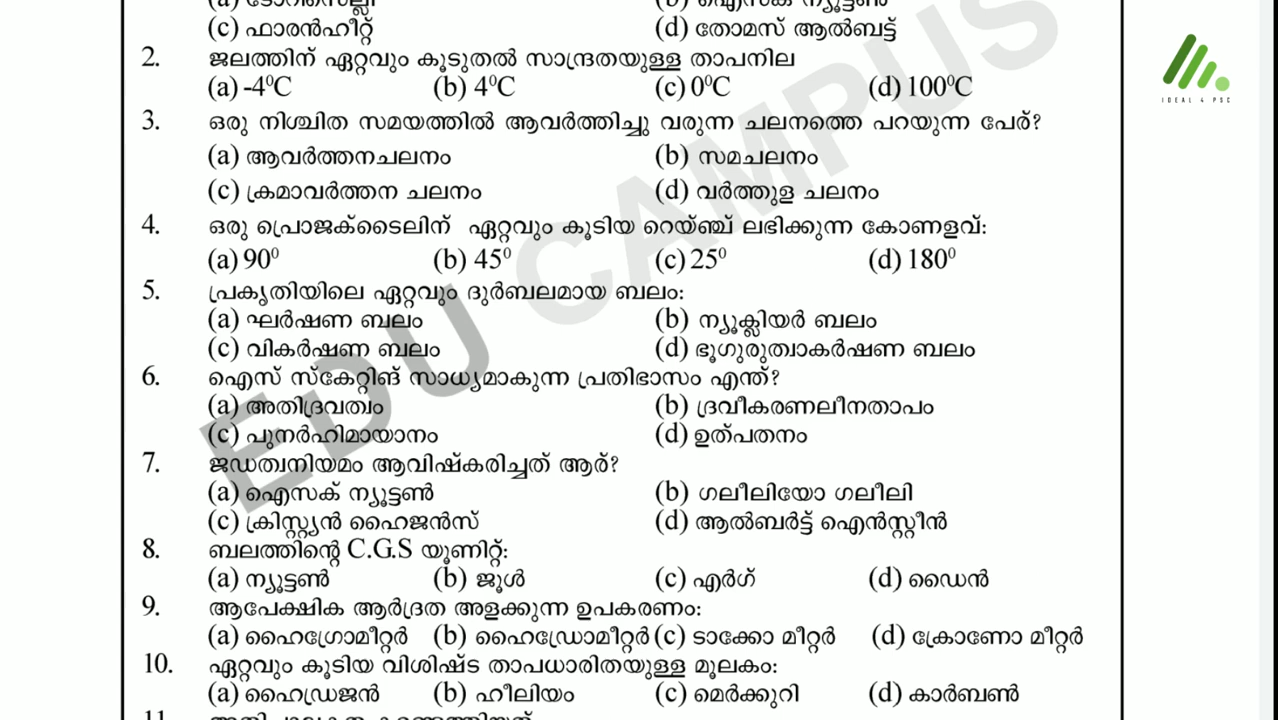 (a) ടോറിസെല്ലി (b) ഐസക് ന്യൂട്ടൺ
(c) ഫാരൻഹീറ്റ് (d) തോമസ് ആൽബട്ട്
2. ജലത്തിന് ഏറ്റവും കൂടുതൽ സാന്ദ്രതയുള്ള താപനില
(a) -4⁰C (b) 4⁰C (c) 0⁰C (d) 100⁰C
3. ഒരു നിശ്ചിത സമയത്തിൽ ആവർത്തിച്ചു വരുന്ന ചലനത്തെ പറയുന്ന പേര്?
(a) ആവർത്തനചലനം (b) സമചലനം
(c) ക്രമാവർത്തന ചലനം (d) വർത്തുള ചലനം
4. ഒരു പ്രൊജക്ടൈലിന് ഏറ്റവും കൂടിയ റെയ്ഞ്ച് ലഭിക്കുന്ന കോണളവ്:
(a) 90⁰ (b) 45⁰ (c) 25⁰ (d) 180⁰
5. പ്രകൃതിയിലെ ഏറ്റവും ദുർബലമായ ബലം:
(a) ഘർഷണ ബലം (b) ന്യൂക്ലിയർ ബലം
(c) വികർഷണ ബലം (d) ഭൂഗുരുത്വാകർഷണ ബലം
6. ഐസ് സ്കേറ്റിങ് സാധ്യമാകുന്ന പ്രതിഭാസം എന്ത്?
(a) അതിദ്രവത്വം (b) ദ്രവീകരണലീനതാപം
(c) പുനർഹിമായാനം (d) ഉത്പതനം
7. ജഡത്വനിയമം ആവിഷ്കരിച്ചത് ആര്?
(a) ഐസക് ന്യൂട്ടൺ (b) ഗലീലിയോ ഗലീലി
(c) ക്രിസ്റ്റ്യൻ ഹൈജൻസ് (d) ആൽബർട്ട് ഐൻസ്റ്റീൻ
8. ബലത്തിന്റെ C.G.S യൂണിറ്റ്:
(a) ന്യൂട്ടൺ (b) ജൂൾ (c) എർഗ് (d) ഡൈൻ
9. ആപേക്ഷിക ആർദ്രത അളക്കുന്ന ഉപകരണം:
(a) ഹൈഗ്രോമീറ്റർ (b) ഹൈഡ്രോമീറ്റർ (c) ടാക്കോ മീറ്റർ (d) ക്രോണോ മീറ്റർ
10. ഏറ്റവും കൂടിയ വിശിഷ്ട താപധാരിതയുള്ള മൂലകം:
(a) ഹൈഡ്രജൻ (b) ഹീലിയം (c) മെർക്കുറി (d) കാർബൺ
EDU CAMPUS
IDEAL 4 PSC